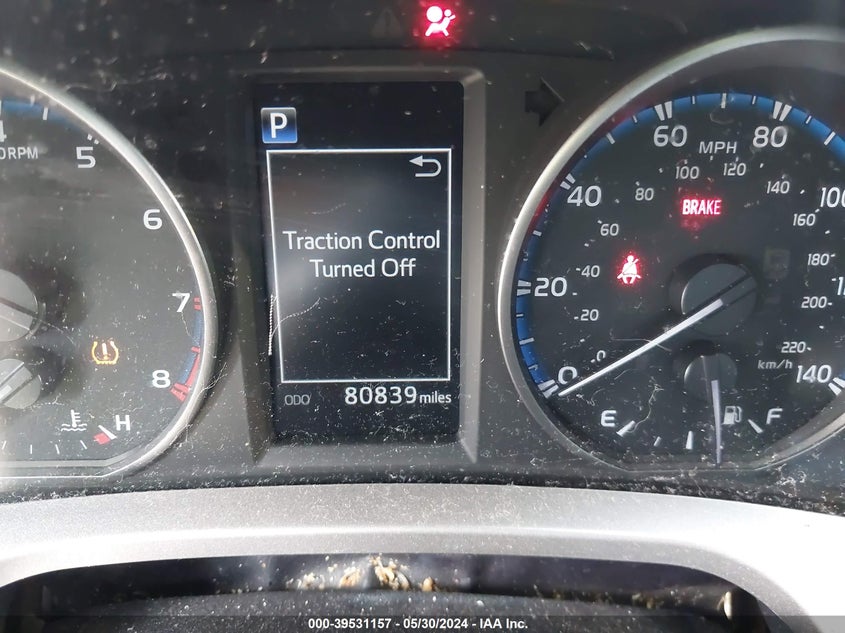 4
5
6
7
8
H
P
Traction Control
Turned Off
ODO 80839 miles
MPH
BRAKE
0
20
40
60
80
100
140
0
20
40
60
80
100
120
140
160
180
200
220
km/h
E
F
000-39531157 - 05/30/2024 - IAA Inc.